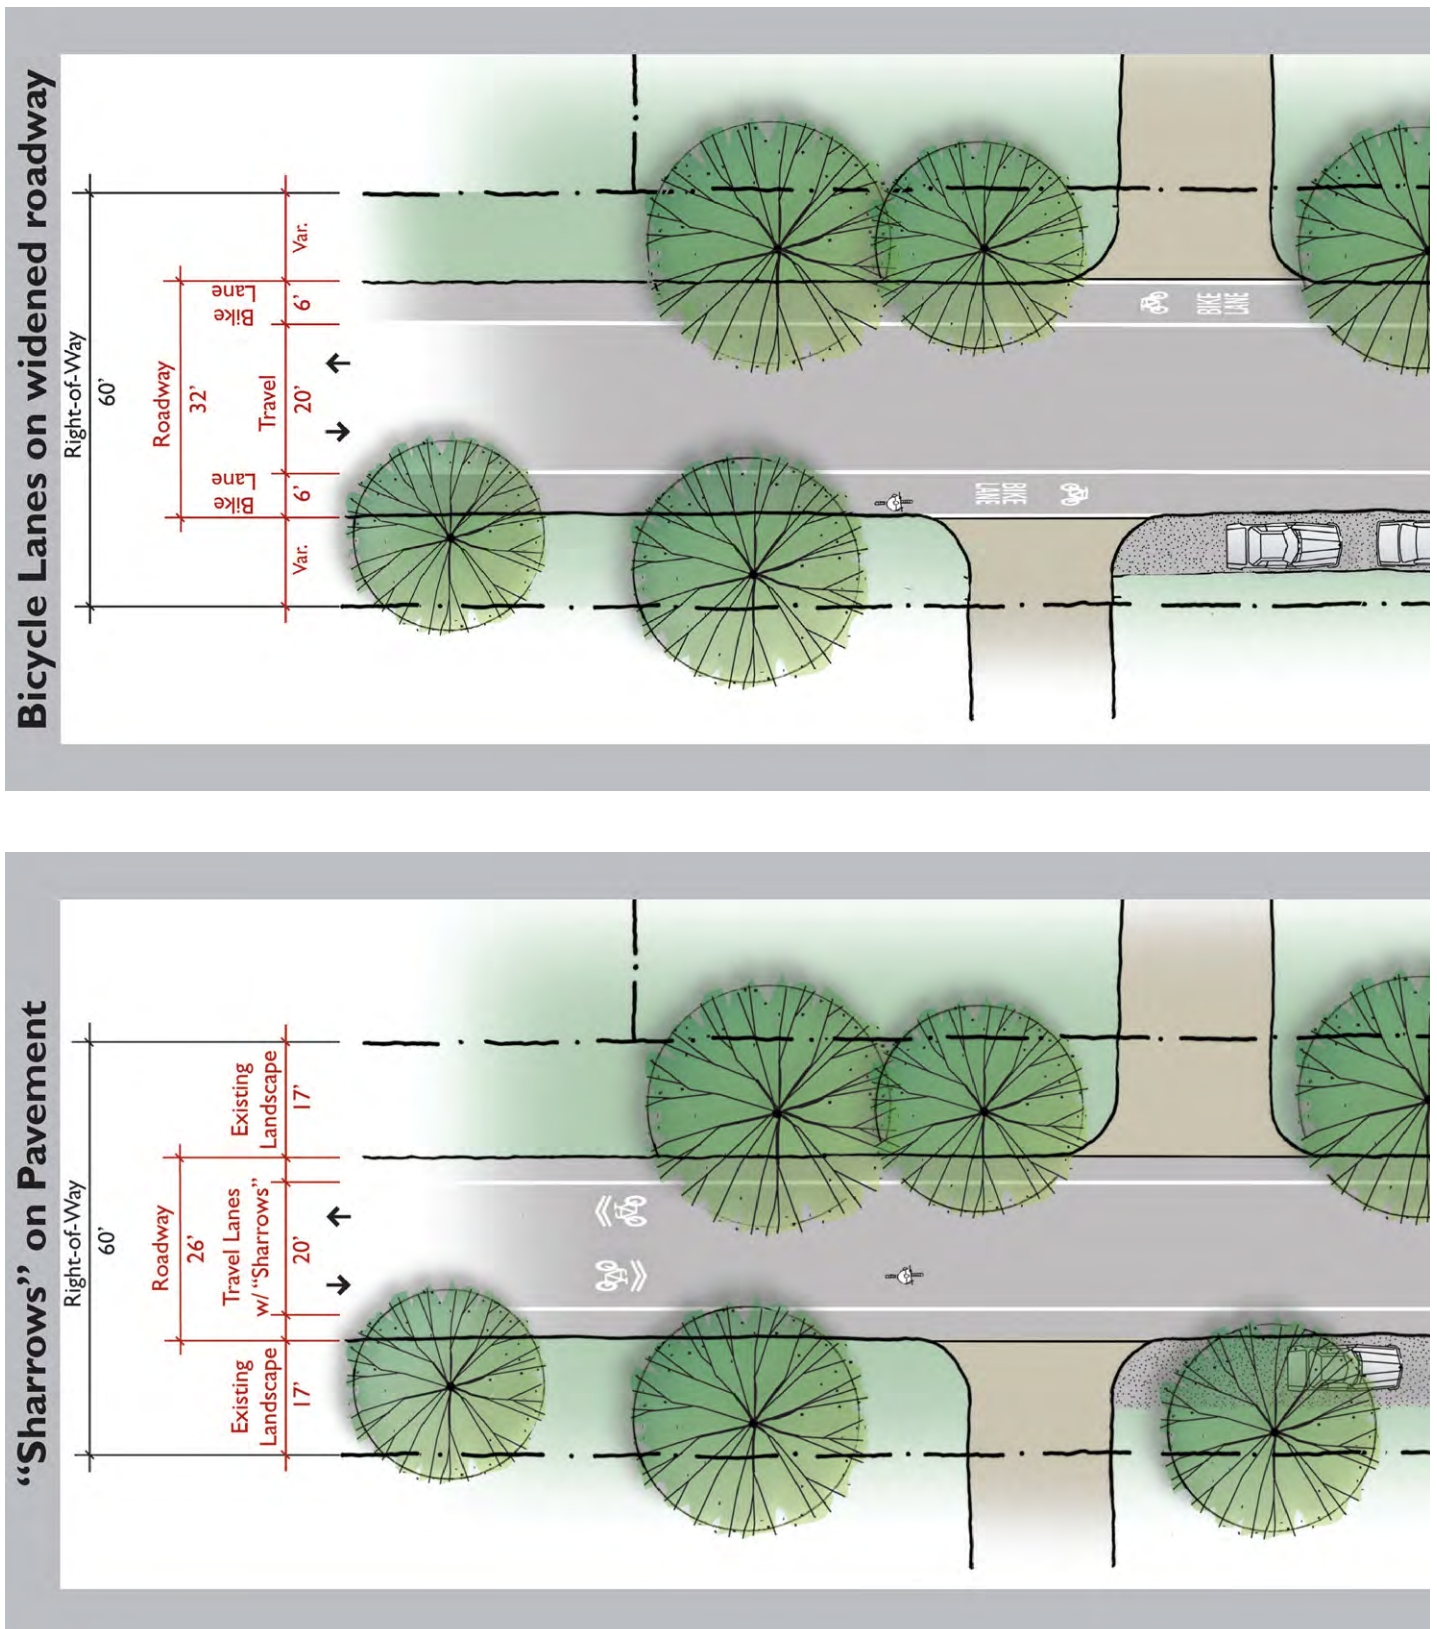 Bicycle Lanes on widened roadway
Right-of-Way
60'
Roadway
32'
Var.
Bike
Lane
6'
Travel
20'
Bike
Lane
6'
Var.
BIKE
LANE
BIKE
LANE
“Sharrows” on Pavement
Right-of-Way
60'
Roadway
26'
Existing
Landscape
17'
Travel Lanes
w/ “Sharrows”
20'
Existing
Landscape
17'